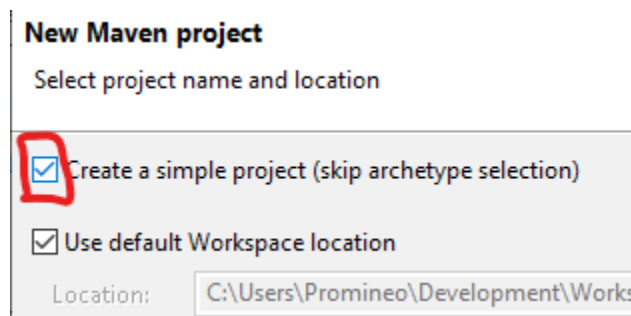 New Maven project
Select project name and location
Create a simple project (skip archetype selection)
Use default Workspace location
Location: C:\Users\Promineo\Development\Works